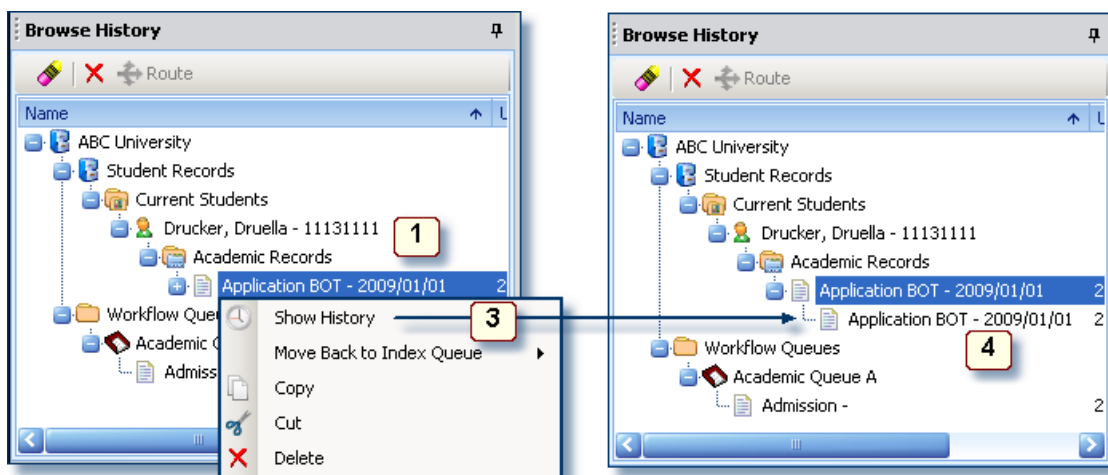 Browse History
Route
Name
ABC University
Student Records
Current Students
Drucker, Druella - 11131111
1
Academic Records
Application BOT - 2009/01/01 2
Workflow Que
Academic
Admiss
Show History
3
Move Back to Index Queue
Copy
Cut
Delete
Browse History
Route
Name
ABC University
Student Records
Current Students
Drucker, Druella - 11131111
Academic Records
Application BOT - 2009/01/01 2
Application BOT - 2009/01/01 2
Workflow Queues
4
Academic Queue A
Admission - 2